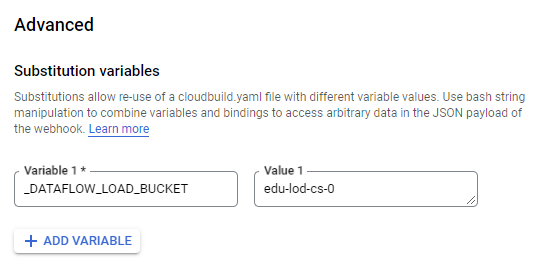 Advanced
Substitution variables
Substitutions allow re-use of a cloudbuild.yaml file with different variable values. Use bash string
manipulation to combine variables and bindings to access arbitrary data in the JSON payload of
the webhook. Learn more
Variable 1 * Value 1
_DATAFLOW_LOAD_BUCKET edu-lod-cs-0
+ ADD VARIABLE